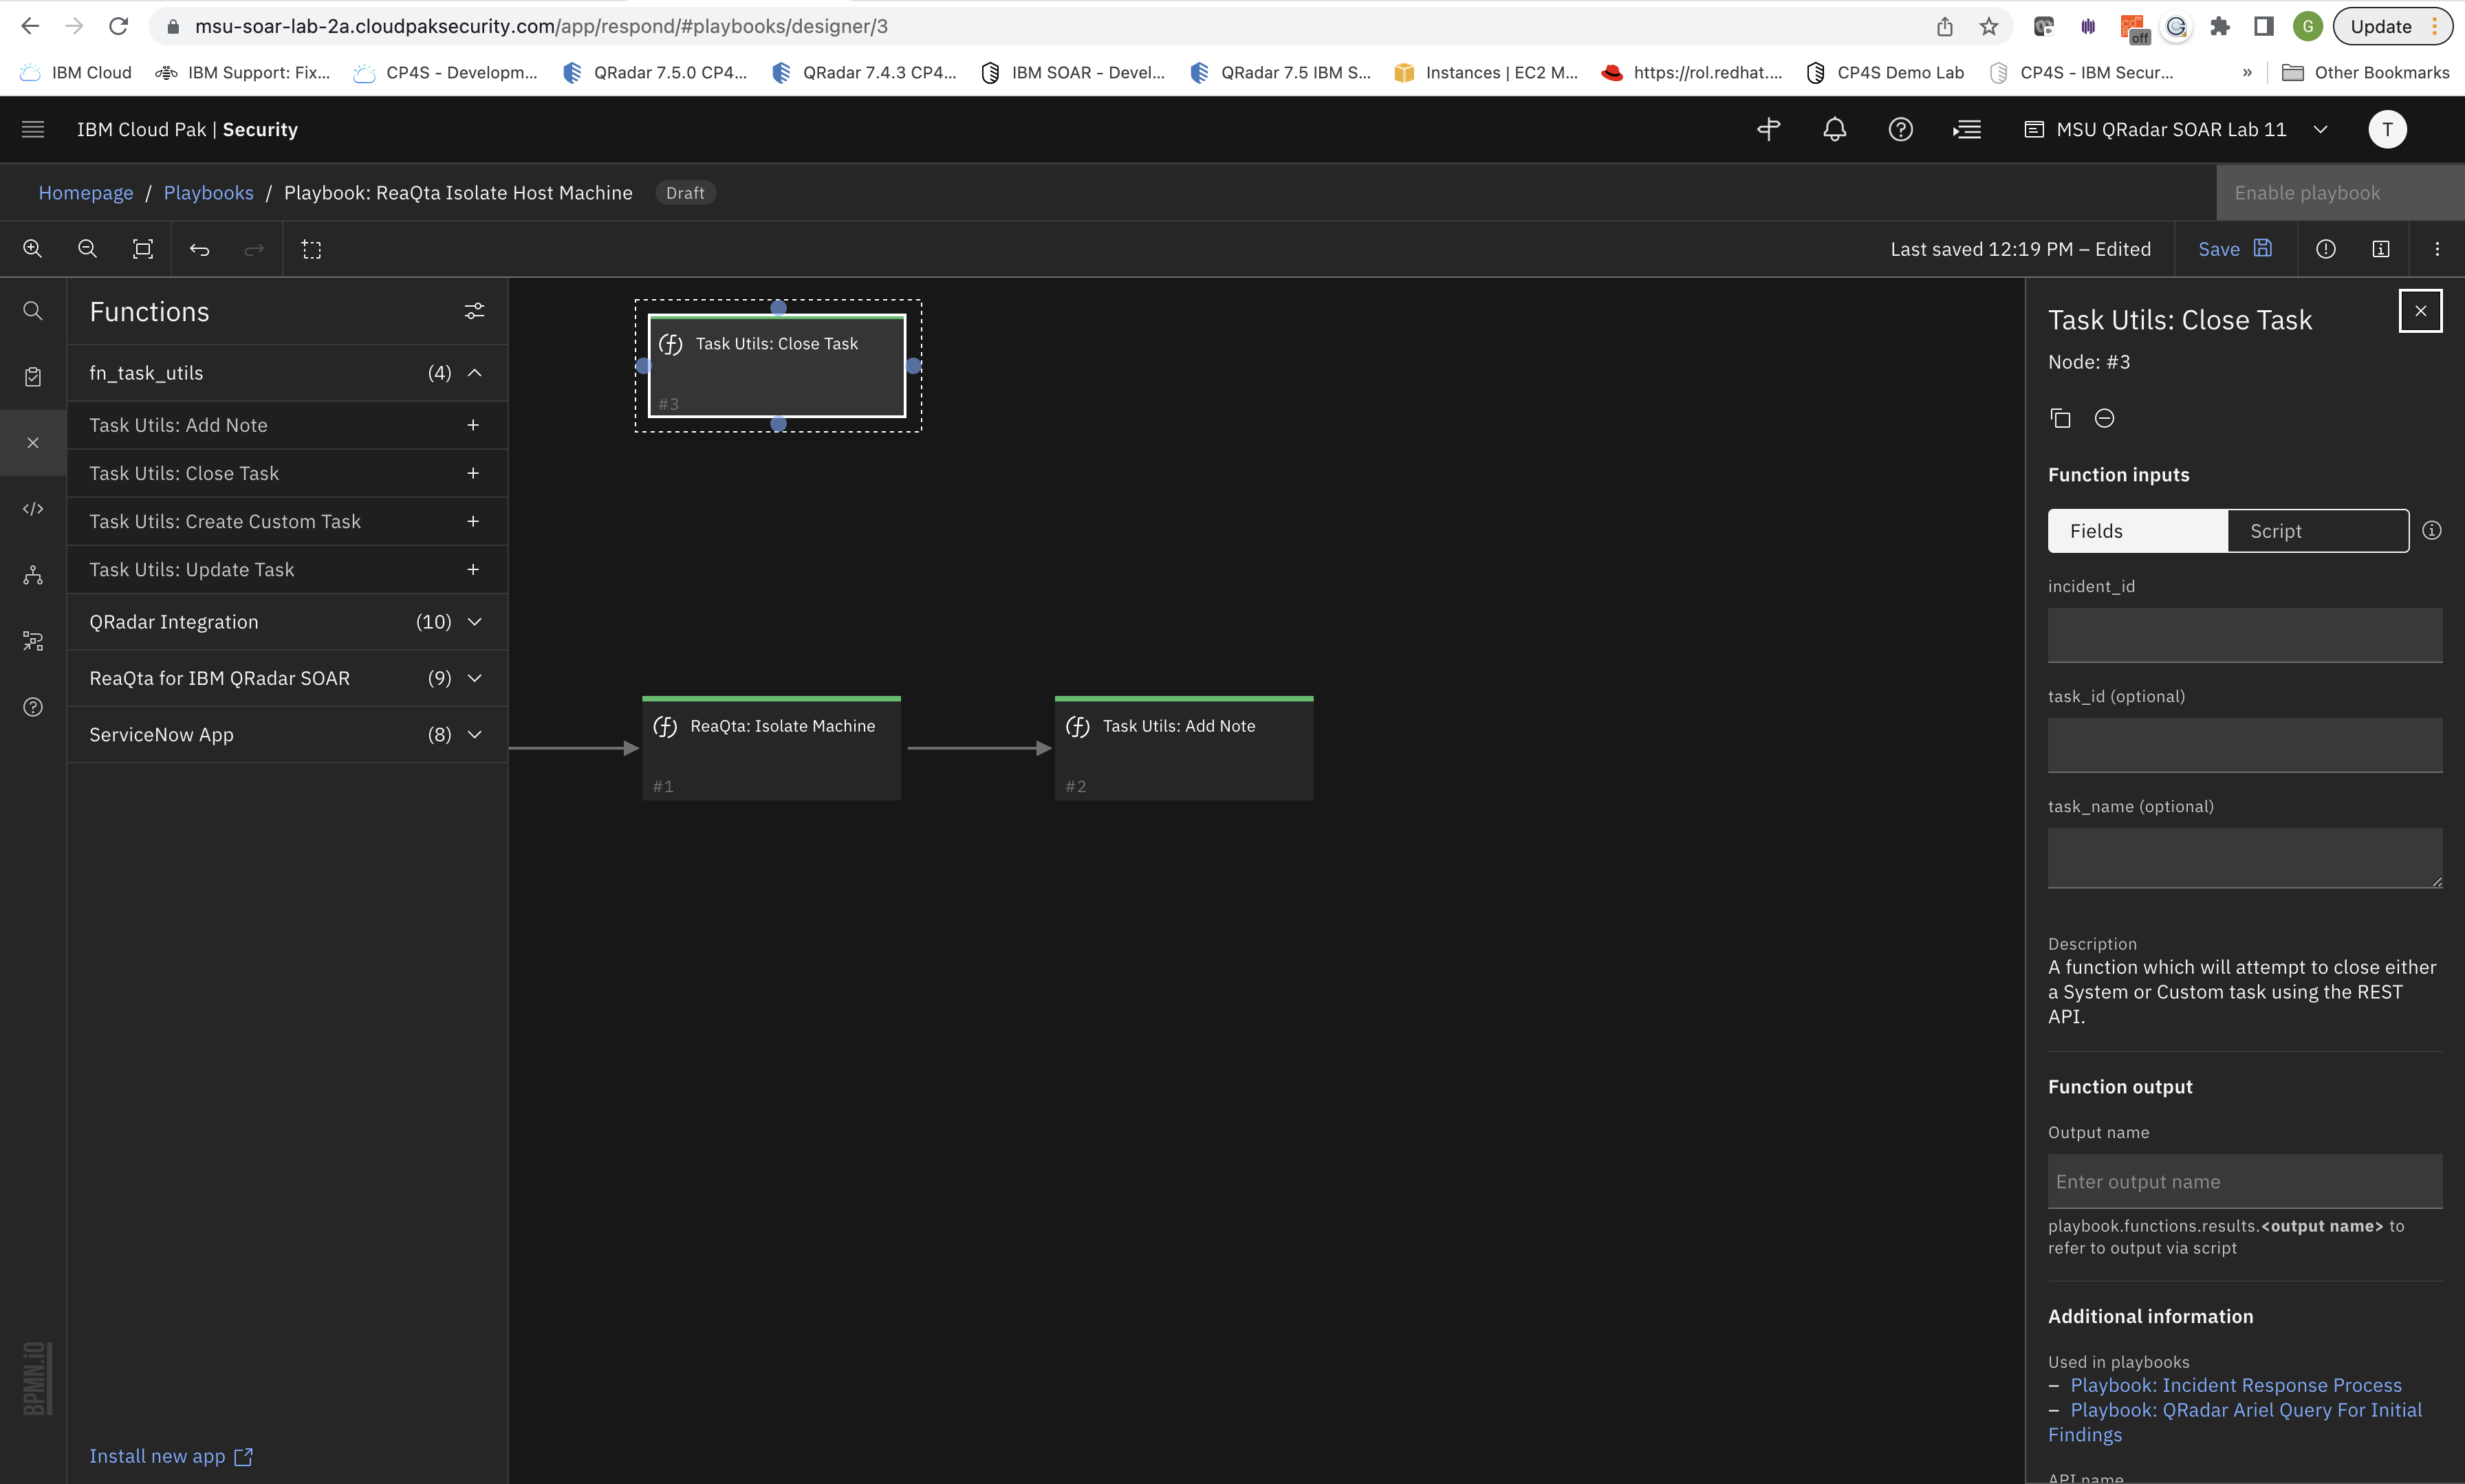 msu-soar-lab-2a.cloudpaksecurity.com/app/respond/#playbooks/designer/3
off
G
Update
IBM Cloud
IBM Support: Fix...
CP4S - Developm...
QRadar 7.5.0 CP4...
QRadar 7.4.3 CP4...
IBM SOAR - Devel...
QRadar 7.5 IBM S...
Instances | EC2 M...
https://rol.redhat....
CP4S Demo Lab
CP4S - IBM Secur...
»
Other Bookmarks
IBM Cloud Pak | Security
MSU QRadar SOAR Lab 11
T
Homepage / Playbooks / Playbook: ReaQta Isolate Host Machine
Draft
Enable playbook
Last saved 12:19 PM – Edited
Save
Functions
fn_task_utils (4)
Task Utils: Add Note +
Task Utils: Close Task +
Task Utils: Create Custom Task +
Task Utils: Update Task +
QRadar Integration (10)
ReaQta for IBM QRadar SOAR (9)
ServiceNow App (8)
Install new app
BPMN.iO
Task Utils: Close Task
#3
ReaQta: Isolate Machine
#1
Task Utils: Add Note
#2
Task Utils: Close Task
Node: #3
Function inputs
Fields
Script
incident_id
task_id (optional)
task_name (optional)
Description
A function which will attempt to close either
a System or Custom task using the REST
API.
Function output
Output name
Enter output name
playbook.functions.results.<output name> to
refer to output via script
Additional information
Used in playbooks
– Playbook: Incident Response Process
– Playbook: QRadar Ariel Query For Initial
Findings
API name